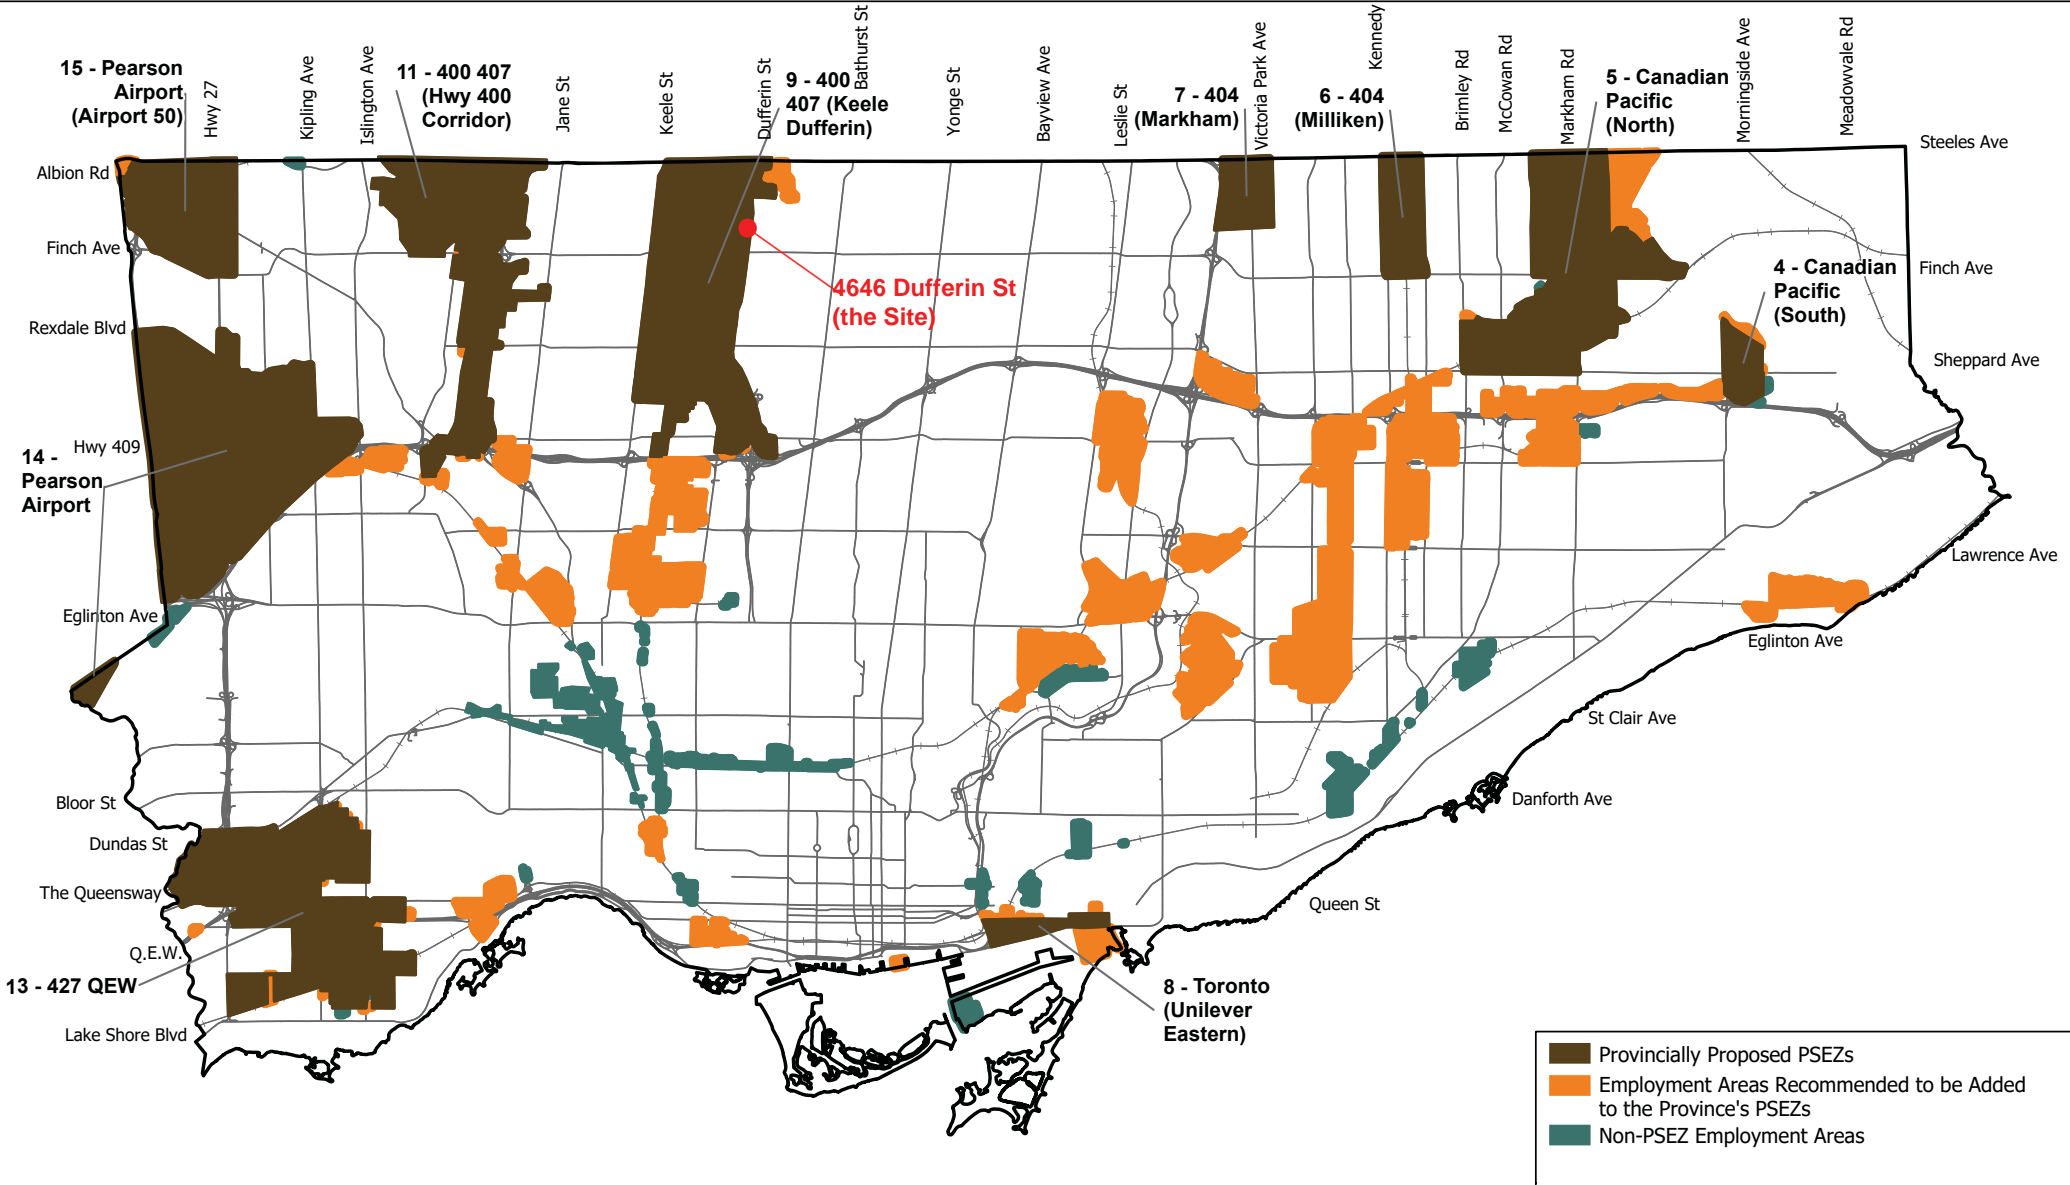 15 - Pearson
Airport
(Airport 50)
Hwy 27
Kipling Ave
Islington Ave
11 - 400 407
(Hwy 400
Corridor)
Jane St
Keele St
Dufferin St
9 - 400
407 (Keele
Dufferin)
Bathurst St
Yonge St
Bayview Ave
Leslie St
7 - 404
(Markham)
Victoria Park Ave
6 - 404
(Milliken)
Kennedy
Brimley Rd
McCowan Rd
Markham Rd
5 - Canadian
Pacific
(North)
Morningside Ave
Meadowvale Rd
Steeles Ave
Albion Rd
Finch Ave
Finch Ave
4 - Canadian
Pacific
(South)
4646 Dufferin St
(the Site)
Rexdale Blvd
Sheppard Ave
Hwy 409
14 -
Pearson
Airport
Lawrence Ave
Eglinton Ave
Eglinton Ave
St Clair Ave
Bloor St
Danforth Ave
Dundas St
The Queensway
Queen St
Q.E.W.
13 - 427 QEW
8 - Toronto
(Unilever
Eastern)
Lake Shore Blvd
Provincially Proposed PSEZs
Employment Areas Recommended to be Added
to the Province's PSEZs
Non-PSEZ Employment Areas